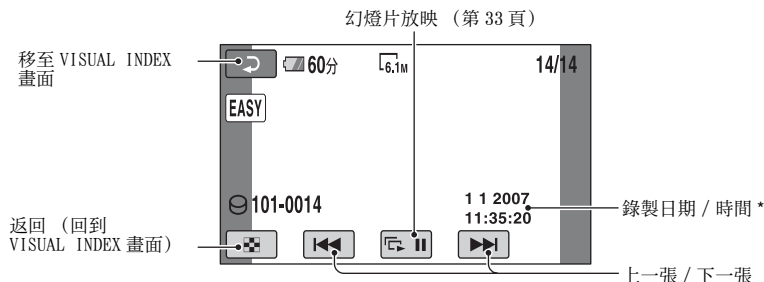 幻燈片放映 （第 33 頁）
移至 VISUAL INDEX
畫面
60分
6.1M
14/14
EASY
101-0014
1 1 2007
11:35:20
錄製日期 / 時間 *
返回 （回到
VISUAL INDEX 畫面）
上一張 / 下一張